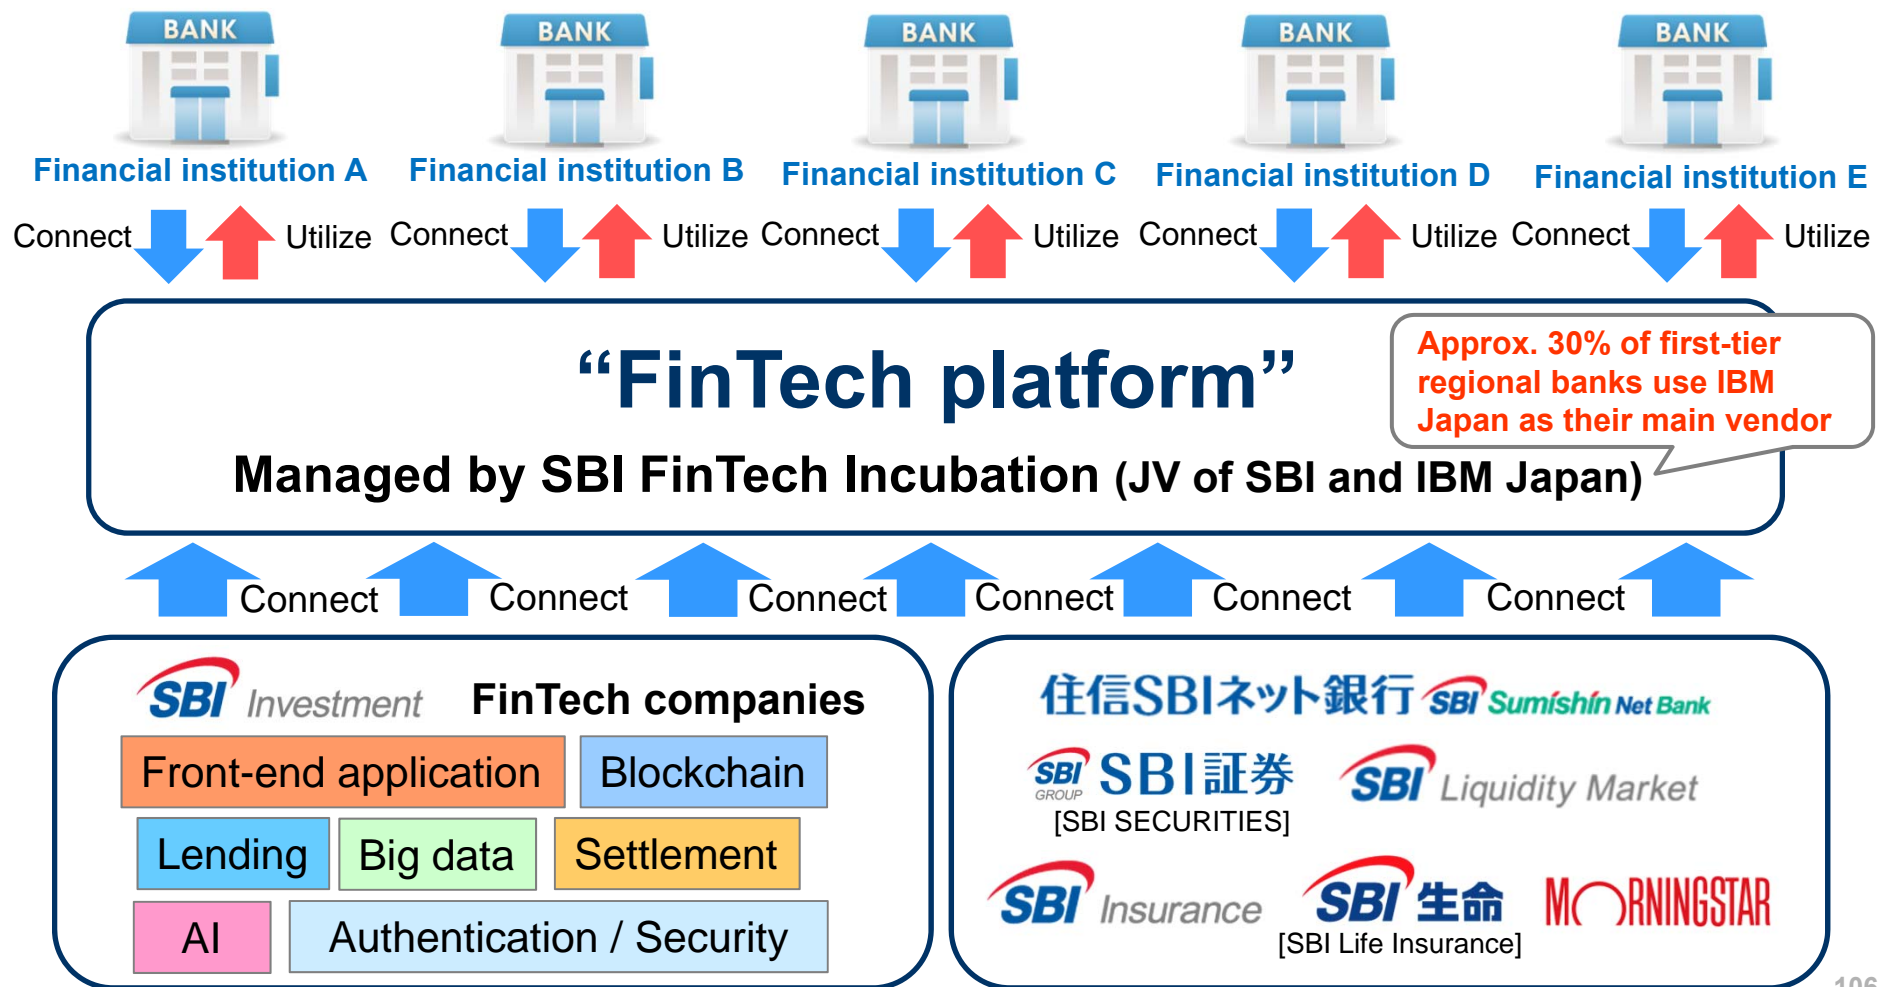 BANK
BANK
BANK
BANK
BANK
Financial institution A
Financial institution B
Financial institution C
Financial institution D
Financial institution E
Connect
Utilize
Connect
Utilize
Connect
Utilize
Connect
Utilize
Connect
Utilize
“FinTech platform”
Approx. 30% of first-tier
regional banks use IBM
Japan as their main vendor
Managed by SBI FinTech Incubation (JV of SBI and IBM Japan)
Connect
Connect
Connect
Connect
Connect
Connect
SBI Investment
FinTech companies
Front-end application
Blockchain
Lending
Big data
Settlement
AI
Authentication / Security
住信SBIネット銀行 SBI Sumishin Net Bank
SBI GROUP SBI証券
[SBI SECURITIES]
SBI Liquidity Market
SBI Insurance
SBI生命
[SBI Life Insurance]
MORNINGSTAR
106